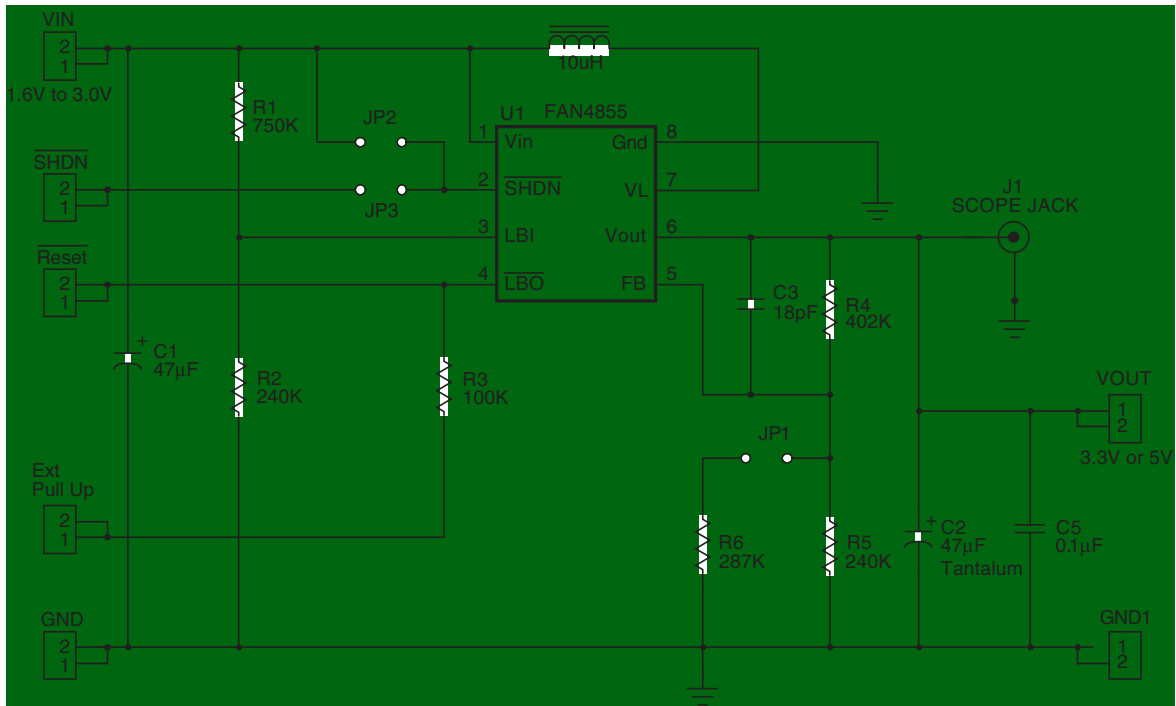 VIN
2
1
1.6V to 3.0V
SHDN
2
1
Reset
2
1
C1
+
47µF
Ext
Pull Up
2
1
GND
2
1
R1
750K
R2
240K
JP2
JP3
R3
100K
10uH
U1 FAN4855
1 Vin Gnd 8
2 SHDN VL 7
3 LBI Vout 6
4 LBO FB 5
C3
18pF
R4
402K
JP1
R6
287K
R5
240K
J1
SCOPE JACK
+
C2
47µF
Tantalum
C5
0.1µF
VOUT
1
2
3.3V or 5V
GND1
1
2